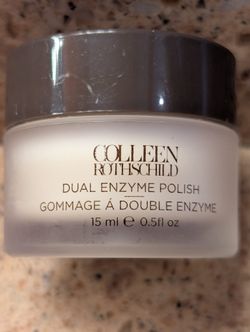 COLLEEN
ROTHSCHILD
DUAL ENZYME POLISH
GOMMAGE Á DOUBLE ENZYME
15 ml ℮ 0.5fl oz